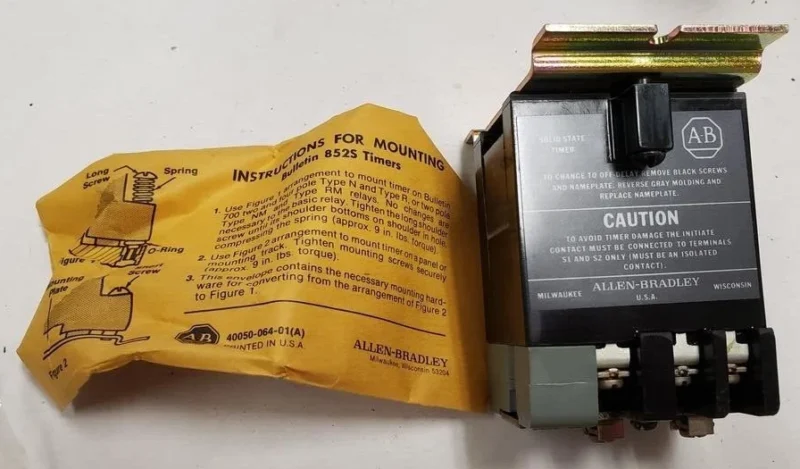 INSTRUCTIONS FOR MOUNTING
Bulletin 852S Timers
1. Use Figure 1 arrangement to mount timer on Bulletin
700 two and four pole Type N and Type R, or two pole
Type NM and Type RM relays. No changes are
necessary to the basic relay. Tighten the long shoulder
screw until its shoulder bottoms on shoulder in hole,
compressing the spring (approx. 9 in. lbs. torque).
2. Use Figure 2 arrangement to mount timer on a panel or
mounting track. Tighten mounting screws securely
(approx. 9 in. lbs. torque).
3. This envelope contains the necessary mounting hard-
ware for converting from the arrangement of Figure 2
to Figure 1.
AB
40050-064-01(A)
PRINTED IN U.S.A.
ALLEN-BRADLEY
Milwaukee, Wisconsin 53204
Long
Screw
Spring
Figure 1
O-Ring
Screw
Mounting
Plate
Figure 2
SOLID STATE
TIMER
A-B
TO CHANGE TO OFF-DELAY REMOVE BLACK SCREWS
AND NAMEPLATE. REVERSE GRAY MOLDING AND
REPLACE NAMEPLATE.
CAUTION
TO AVOID TIMER DAMAGE THE INITIATE
CONTACT MUST BE CONNECTED TO TERMINALS
S1 AND S2 ONLY (MUST BE AN ISOLATED
CONTACT).
MILWAUKEE ALLEN-BRADLEY WISCONSIN
U.S.A.